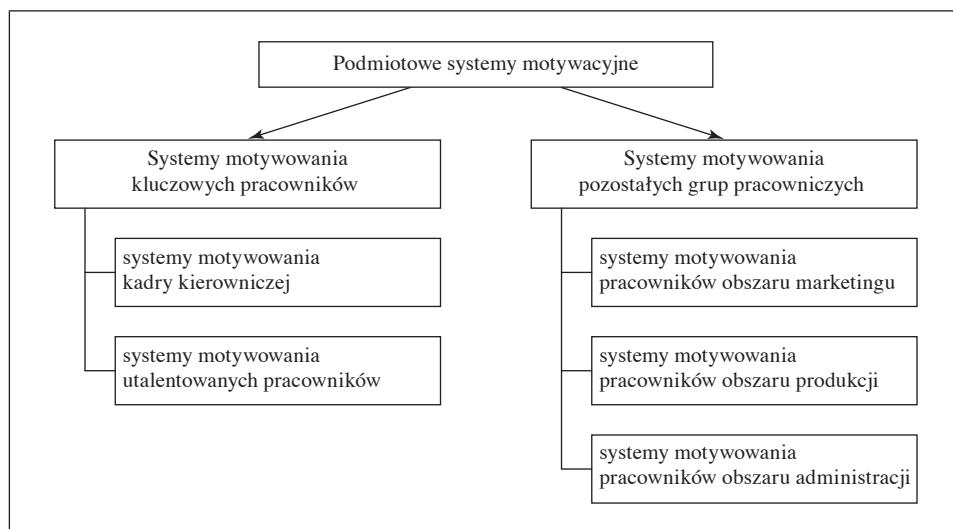 Podmiotowe systemy motywacyjne
Systemy motywowania
kluczowych pracowników
systemy motywowania
kadry kierowniczej
systemy motywowania
utalentowanych pracowników
Systemy motywowania
pozostałych grup pracowniczych
systemy motywowania
pracowników obszaru marketingu
systemy motywowania
pracowników obszaru produkcji
systemy motywowania
pracowników obszaru administracji